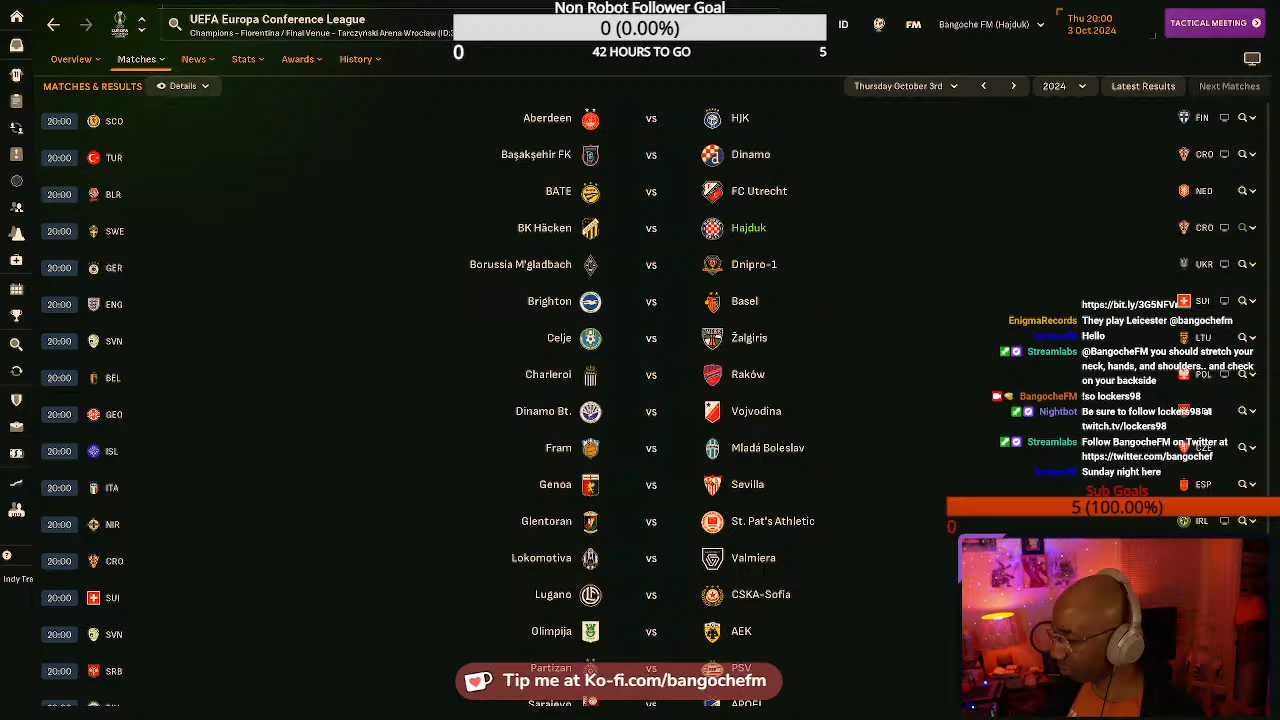 Non Robot Follower Goal
0 (0.00%)
0
42 HOURS TO GO
5
UEFA Europa Conference League
Champions - Fiorentina / Final Venue - Tarczyński Arena Wrocław (ID:3
ID
FM
Bangoche FM (Hajduk)
Thu 20:00
3 Oct 2024
TACTICAL MEETING
Overview
Matches
News
Stats
Awards
History
MATCHES & RESULTS
Details
Thursday October 3rd
2024
Latest Results
Next Matches
20:00 SCO Aberdeen vs HJK FIN
20:00 TUR Başakşehir FK vs Dinamo CRO
20:00 BLR BATE vs FC Utrecht NED
20:00 SWE BK Häcken vs Hajduk CRO
20:00 GER Borussia M'gladbach vs Dnipro-1 UKR
20:00 ENG Brighton vs Basel SUI
20:00 SVN Celje vs Žalgiris LTU
20:00 BEL Charleroi vs Raków POL
20:00 GEO Dinamo Bt. vs Vojvodina
20:00 ISL Fram vs Mladá Boleslav CZE
20:00 ITA Genoa vs Sevilla ESP
20:00 NIR Glentoran vs St. Pat's Athletic IRL
20:00 CRO Lokomotiva vs Valmiera
20:00 SUI Lugano vs CSKA-Sofia
20:00 SVN Olimpija vs AEK
20:00 SRB Partizan vs PSV
Sarajevo APOEL
Indy Tre
https://bit.ly/3G5NFV
EnigmaRecords They play Leicester @bangochefm
lockers98 Hello
Streamlabs @BangocheFM you should stretch your
neck, hands, and shoulders.. and check
on your backside
BangocheFM !so lockers98
Nightbot Be sure to follow lockers98 at
twitch.tv/lockers98
Streamlabs Follow BangocheFM on Twitter at
https://twitter.com/bangochef
lockers98 Sunday night here
Sub Goals
5 (100.00%)
0
Tip me at Ko-fi.com/bangochefm